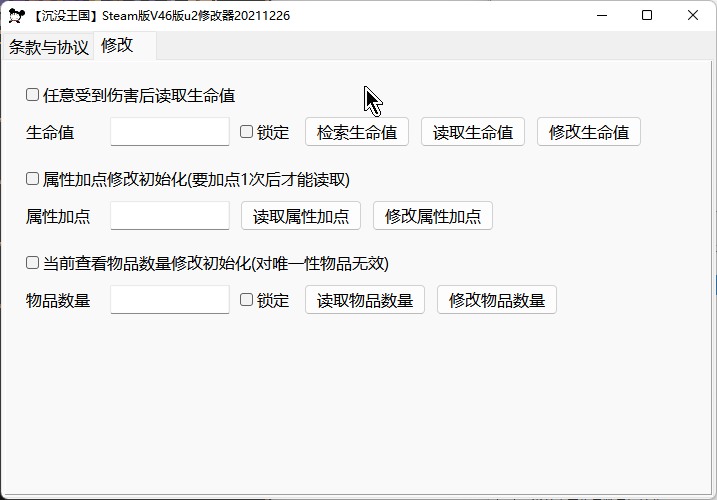 【沉没王国】Steam版V46版u2修改器20211226
条款与协议 修改
任意受到伤害后读取生命值
生命值 锁定 检索生命值 读取生命值 修改生命值
属性加点修改初始化(要加点1次后才能读取)
属性加点 读取属性加点 修改属性加点
当前查看物品数量修改初始化(对唯一性物品无效)
物品数量 锁定 读取物品数量 修改物品数量